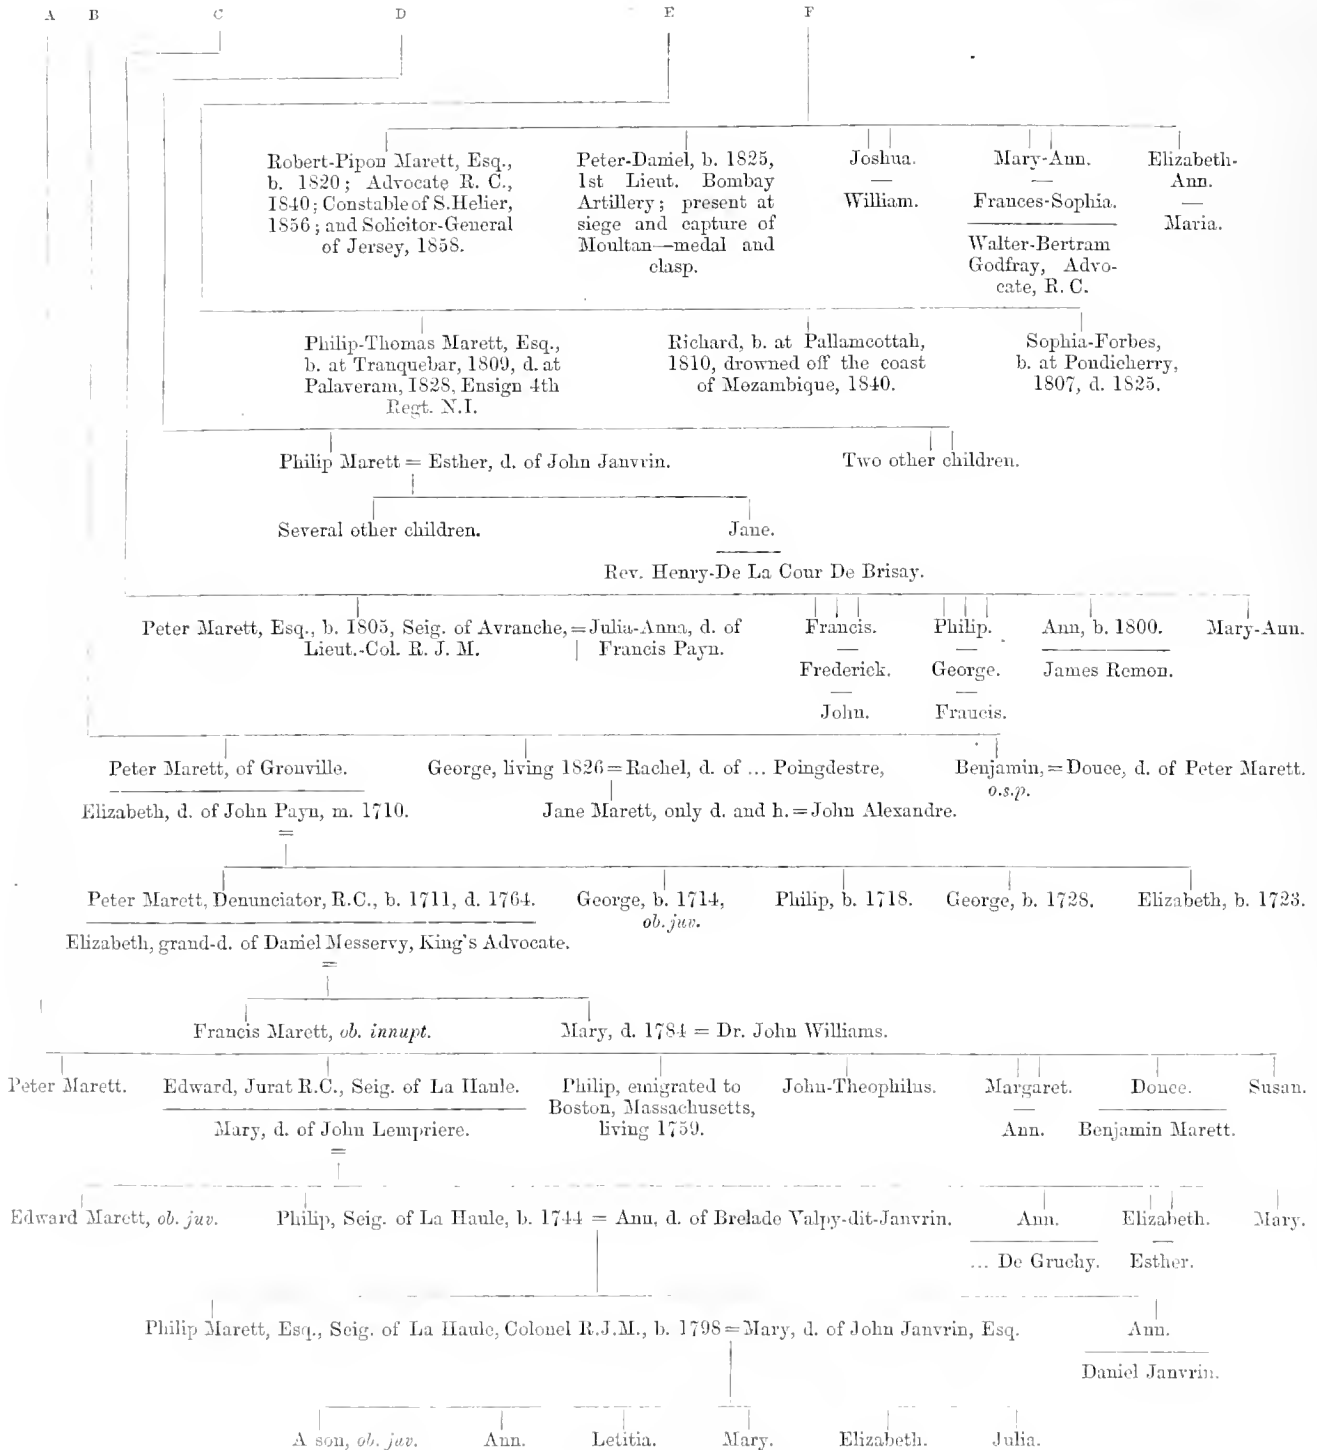 A B C D E F
Robert-Pipon Marett, Esq.,
b. 1820; Advocate R. C.,
1840; Constable of S. Helier,
1856; and Solicitor-General
of Jersey, 1858.
Peter-Daniel, b. 1825,
1st Lieut. Bombay
Artillery; present at
siege and capture of
Moultan—medal and
clasp.
Joshua.
—
William.
Mary-Ann.
—
Frances-Sophia.
Walter-Bertram
Godfray, Advo-
cate, R. C.
Elizabeth-
Ann.
—
Maria.
Philip-Thomas Marett, Esq.,
b. at Tranquebar, 1809, d. at
Palaveram, 1828, Ensign 4th
Regt. N.I.
Richard, b. at Pallamcottah,
1810, drowned off the coast
of Mozambique, 1840.
Sophia-Forbes,
b. at Pondicherry,
1807, d. 1825.
Philip Marett = Esther, d. of John Janvrin.
Two other children.
Several other children.
Jane.
Rev. Henry-De La Cour De Brisay.
Peter Marett, Esq., b. 1805, Seig. of Avranche, = Julia-Anna, d. of
Lieut.-Col. R. J. M. Francis Payn.
Francis.
—
Frederick.
—
John.
Philip.
—
George.
—
Francis.
Ann, b. 1800.
James Remon.
Mary-Ann.
Peter Marett, of Grouville.
Elizabeth, d. of John Payn, m. 1710.
=
George, living 1826 = Rachel, d. of ... Poingdestre,
Jane Marett, only d. and h. = John Alexandre.
Benjamin, = Douce, d. of Peter Marett.
o.s.p.
Peter Marett, Denunciator, R.C., b. 1711, d. 1764.
Elizabeth, grand-d. of Daniel Messervy, King's Advocate.
=
George, b. 1714,
ob. juv.
Philip, b. 1718.
George, b. 1728.
Elizabeth, b. 1723.
Francis Marett, ob. innupt.
Mary, d. 1784 = Dr. John Williams.
Peter Marett.
Edward, Jurat R.C., Seig. of La Haule.
Mary, d. of John Lempriere.
=
Philip, emigrated to
Boston, Massachusetts,
living 1759.
John-Theophilus.
Margaret.
—
Ann.
Douce.
Benjamin Marett.
Susan.
Edward Marett, ob. juv.
Philip, Seig. of La Haule, b. 1744 = Ann, d. of Brelade Valpy-dit-Janvrin.
Ann.
... De Gruchy.
Elizabeth.
—
Esther.
Mary.
Philip Marett, Esq., Seig. of La Haule, Colonel R.J.M., b. 1798 = Mary, d. of John Janvrin, Esq.
Ann.
Daniel Janvrin.
A son, ob. juv.
Ann.
Letitia.
Mary.
Elizabeth.
Julia.